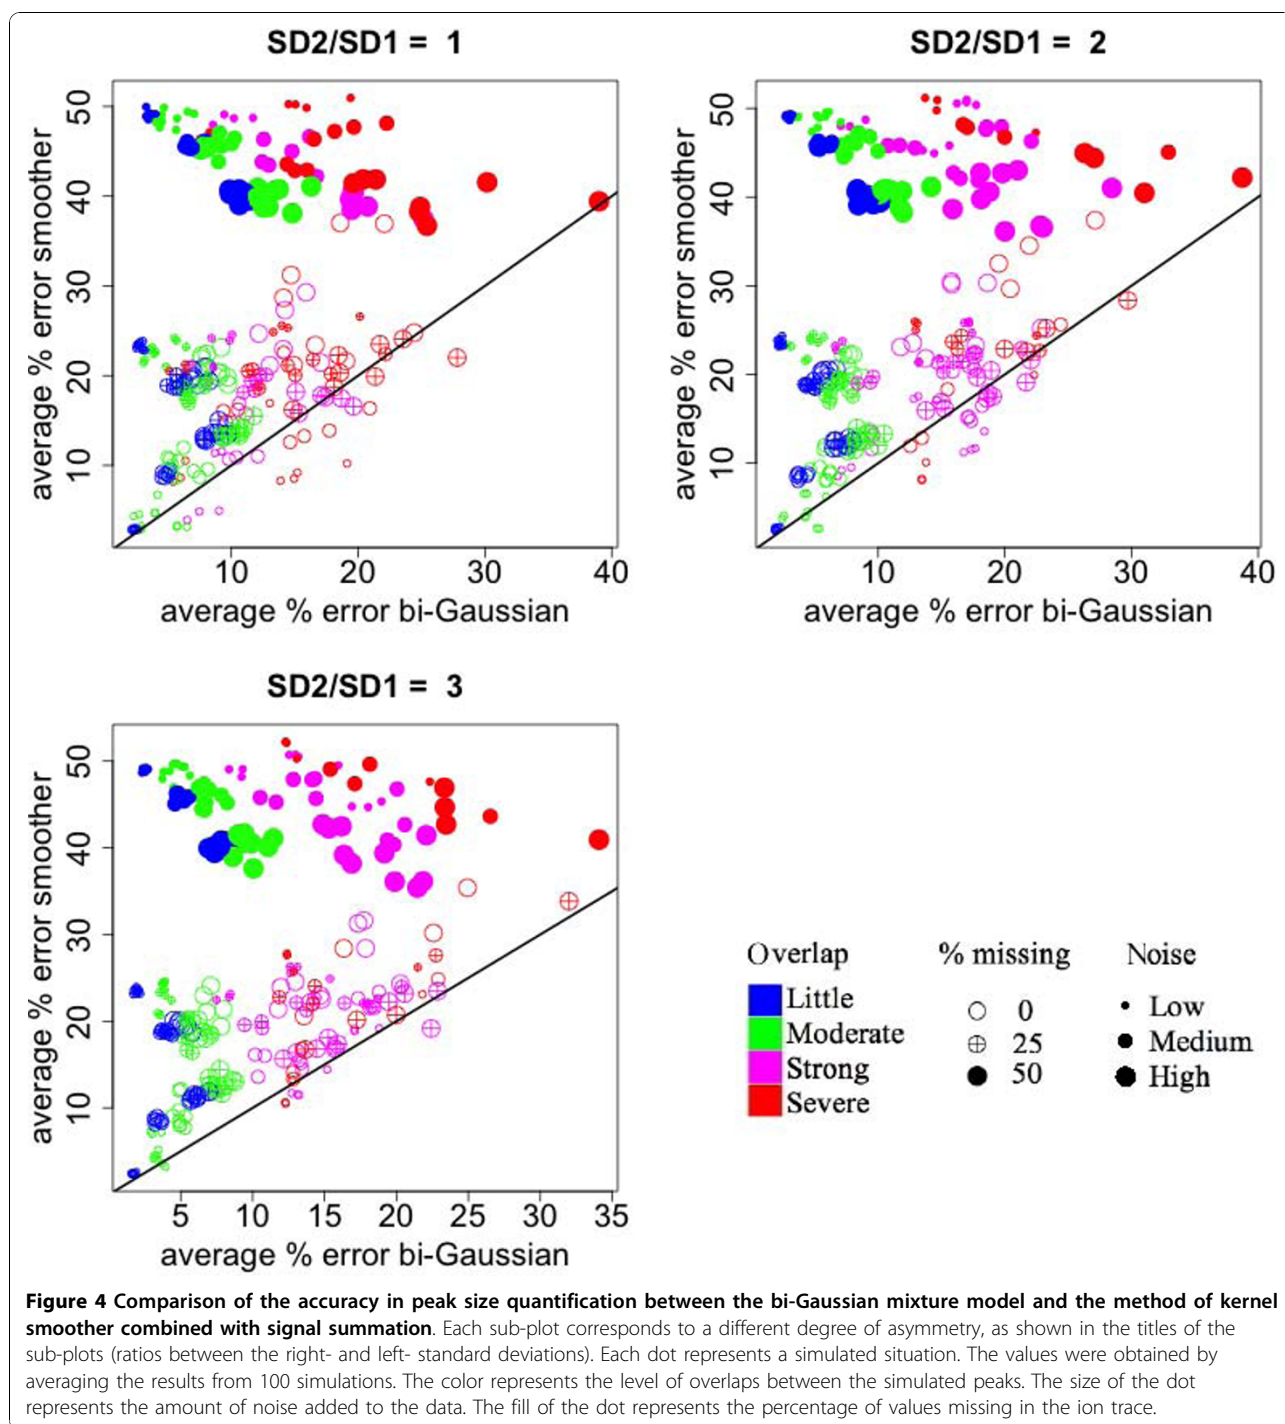 SD2/SD1 = 1
50
40
30
20
10
average % error smoother
10 20 30 40
average % error bi-Gaussian
SD2/SD1 = 2
50
40
30
20
10
average % error smoother
10 20 30 40
average % error bi-Gaussian
SD2/SD1 = 3
50
40
30
20
10
average % error smoother
5 10 15 20 25 30 35
average % error bi-Gaussian
Overlap
Little
Moderate
Strong
Severe
% missing
0
25
50
Noise
Low
Medium
High
Figure 4 Comparison of the accuracy in peak size quantification between the bi-Gaussian mixture model and the method of kernel
smoother combined with signal summation. Each sub-plot corresponds to a different degree of asymmetry, as shown in the titles of the
sub-plots (ratios between the right- and left- standard deviations). Each dot represents a simulated situation. The values were obtained by
averaging the results from 100 simulations. The color represents the level of overlaps between the simulated peaks. The size of the dot
represents the amount of noise added to the data. The fill of the dot represents the percentage of values missing in the ion trace.